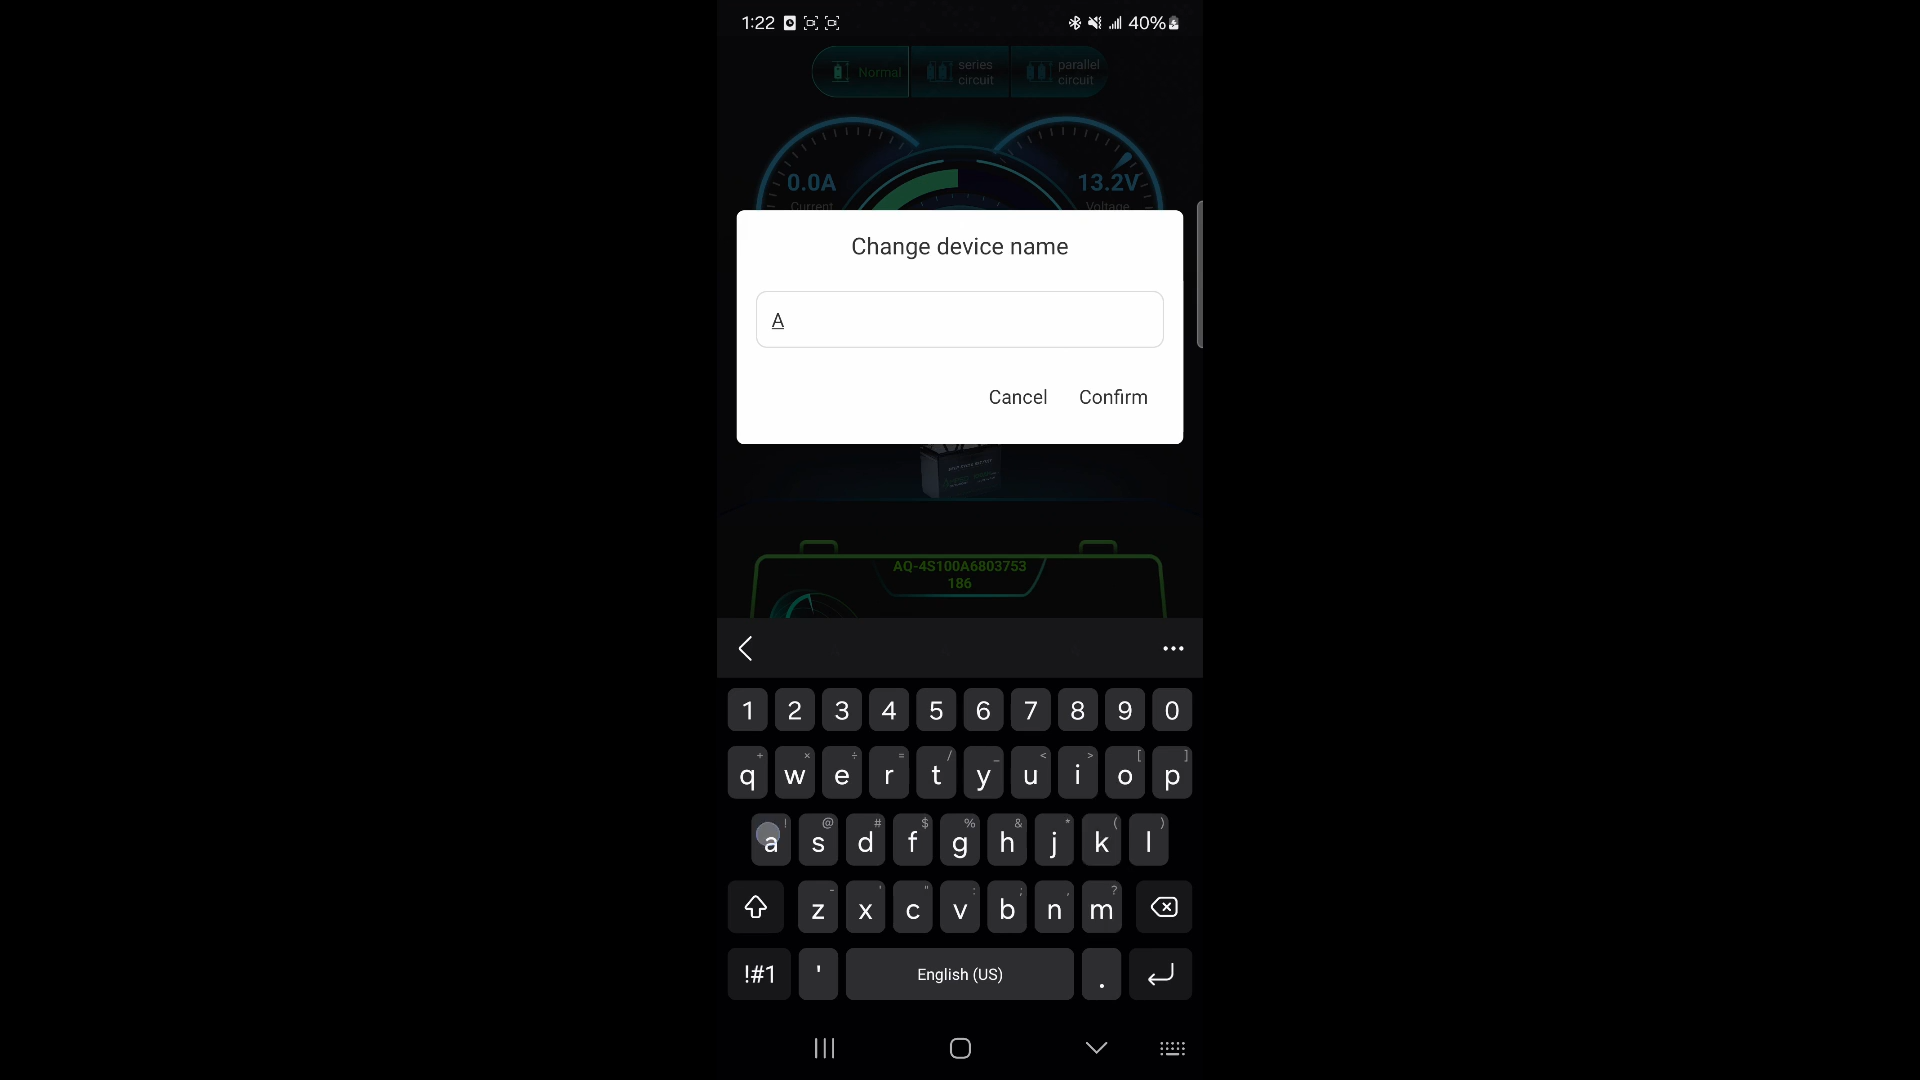 1:22
40%
Normal
series
circuit
parallel
circuit
0.0A
Current
13.2V
Voltage
Change device name
A
Cancel
Confirm
AQ-4S100A6803753
186
1 2 3 4 5 6 7 8 9 0
+ × ÷ = / _ < > [ ]
q w e r t y u i o p
! @ # $ % & * ( )
a s d f g h j k l
- ' " : ; , ?
z x c v b n m
!#1 ' English (US) .